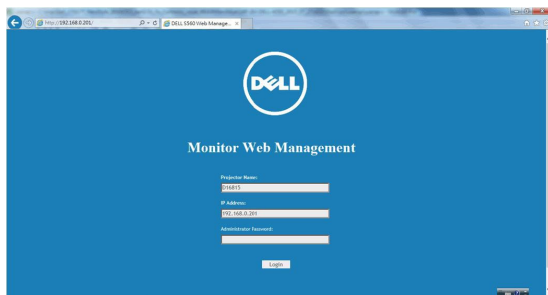 http://192.168.0.201/
DELL S560 Web Manage...
DELL
Monitor Web Management
Projector Name:
D16815
IP Address:
192.168.0.201
Administrator Password:
Login